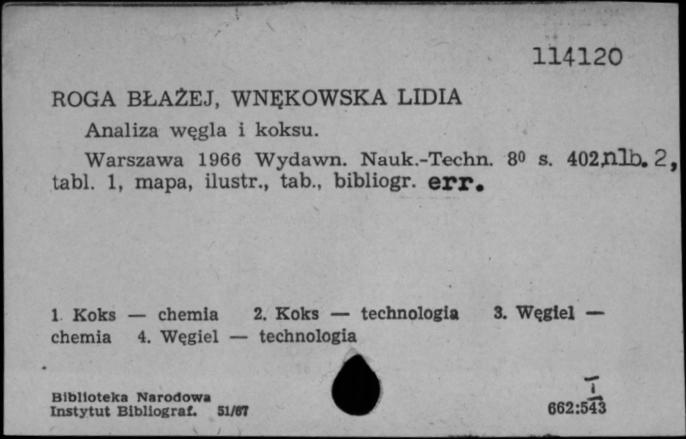 114120
ROGA BŁAŻEJ, WNĘKOWSKA LIDIA
Analiza węgla i koksu.
Warszawa 1966 Wydawn. Nauk.-Techn. 8⁰ s. 402,nlb. 2,
tabl. 1, mapa, ilustr., tab., bibliogr. err.
1. Koks — chemia 2. Koks — technologia 3. Węgiel —
chemia 4. Węgiel — technologia
Biblioteka Narodowa
Instytut Bibliograf. 51/67
662:543